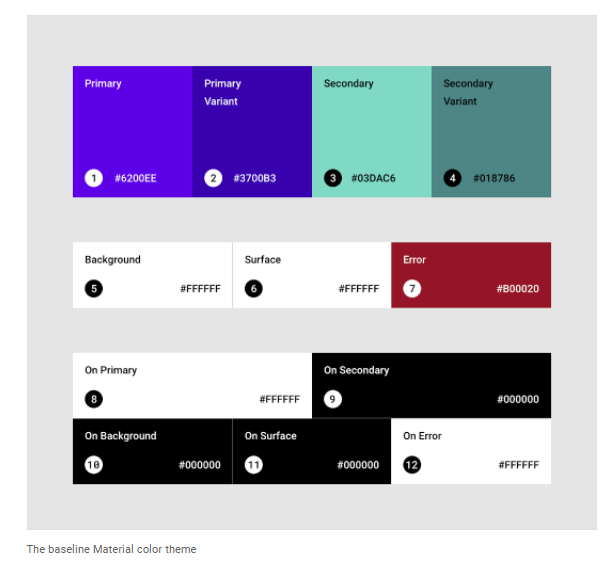 Primary
Primary
Variant
Secondary
Secondary
Variant
1 #6200EE
2 #3700B3
3 #03DAC6
4 #018786
Background
Surface
Error
5 #FFFFFF
6 #FFFFFF
7 #B00020
On Primary
On Secondary
8 #FFFFFF
9 #000000
On Background
On Surface
On Error
10 #000000
11 #000000
12 #FFFFFF
The baseline Material color theme